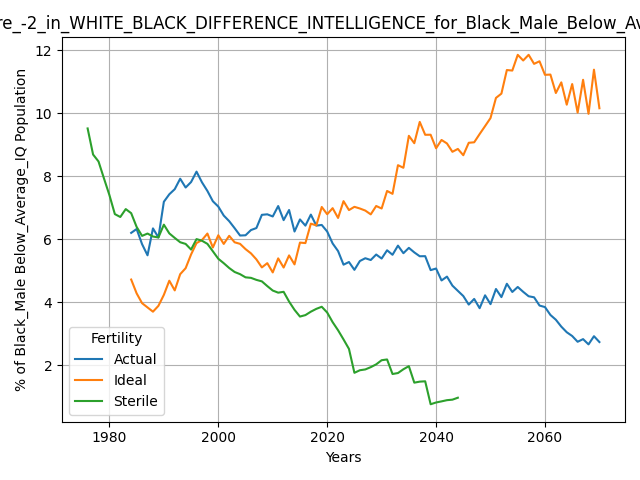 re_-2_in_WHITE_BLACK_DIFFERENCE_INTELLIGENCE_for_Black_Male_Below_Av
% of Black_Male Below_Average_IQ Population
12
10
8
6
4
2
Fertility
Actual
Ideal
Sterile
1980
2000
2020
2040
2060
Years